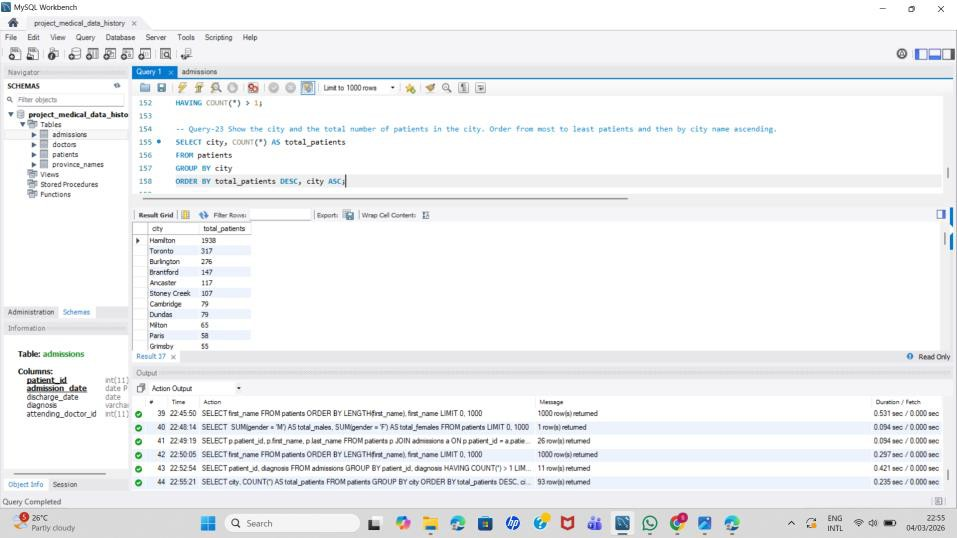 MySQL Workbench
project_medical_data_history ×
File Edit View Query Database Server Tools Scripting Help
Navigator
SCHEMAS
Filter objects
project_medical_data_histo
Tables
admissions
doctors
patients
province_names
Views
Stored Procedures
Functions
Administration Schemas
Information
Table: admissions
Columns:
patient_id int(11)
admission_date date P
discharge_date date
diagnosis varchar
attending_doctor_id int(11)
Object Info Session
Query 1 × admissions
Limit to 1000 rows
152 HAVING COUNT(*) > 1;
153
154 -- Query-23 Show the city and the total number of patients in the city. Order from most to least patients and then by city name ascending.
155 SELECT city, COUNT(*) AS total_patients
156 FROM patients
157 GROUP BY city
158 ORDER BY total_patients DESC, city ASC;
Result Grid Filter Rows: Export: Wrap Cell Content:
city total_patients
Hamilton 1938
Toronto 317
Burlington 276
Brantford 147
Ancaster 117
Stoney Creek 107
Cambridge 79
Dundas 79
Milton 65
Paris 58
Grimsby 55
Result 37 × Read Only
Output
Action Output
# Time Action Message Duration / Fetch
39 22:45:50 SELECT first_name FROM patients ORDER BY LENGTH(first_name), first_name LIMIT 0, 1000 1000 row(s) returned 0.531 sec / 0.000 sec
40 22:48:14 SELECT SUM(gender = 'M') AS total_males, SUM(gender = 'F') AS total_females FROM patients LIMIT 0, 1000 1 row(s) returned 0.094 sec / 0.000 sec
41 22:49:19 SELECT p.patient_id, p.first_name, p.last_name FROM patients p JOIN admissions a ON p.patient_id = a.patie... 26 row(s) returned 0.094 sec / 0.000 sec
42 22:50:05 SELECT first_name FROM patients ORDER BY LENGTH(first_name), first_name LIMIT 0, 1000 1000 row(s) returned 0.297 sec / 0.000 sec
43 22:52:54 SELECT patient_id, diagnosis FROM admissions GROUP BY patient_id, diagnosis HAVING COUNT(*) > 1 LIM... 11 row(s) returned 0.421 sec / 0.000 sec
44 22:55:21 SELECT city, COUNT(*) AS total_patients FROM patients GROUP BY city ORDER BY total_patients DESC, ci... 93 row(s) returned 0.235 sec / 0.000 sec
Query Completed
5 26°C
Partly cloudy
Search
ENG
INTL
22:55
04/03/2026